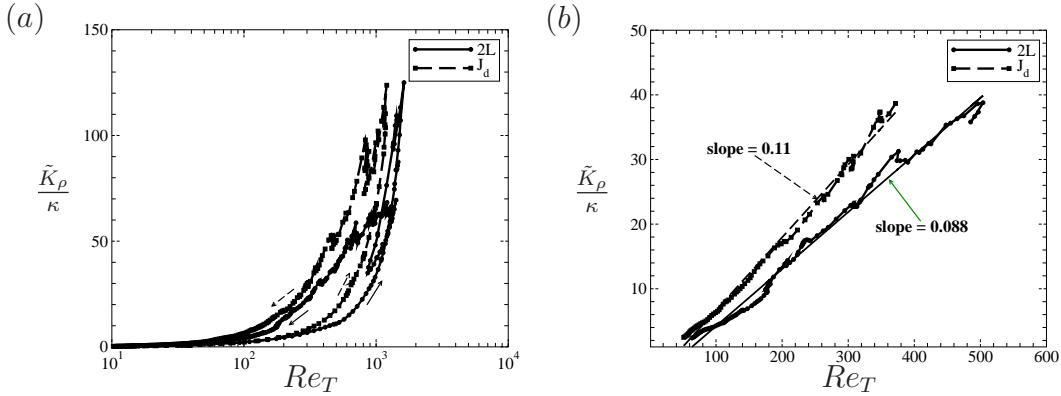 (a)
150
100
50
0
K̃ρ
κ
10^1
10^2
10^3
10^4
Re_T
2L
J_d
(b)
50
40
30
20
10
K̃ρ
κ
100
200
300
400
500
600
Re_T
2L
J_d
slope = 0.11
slope = 0.088